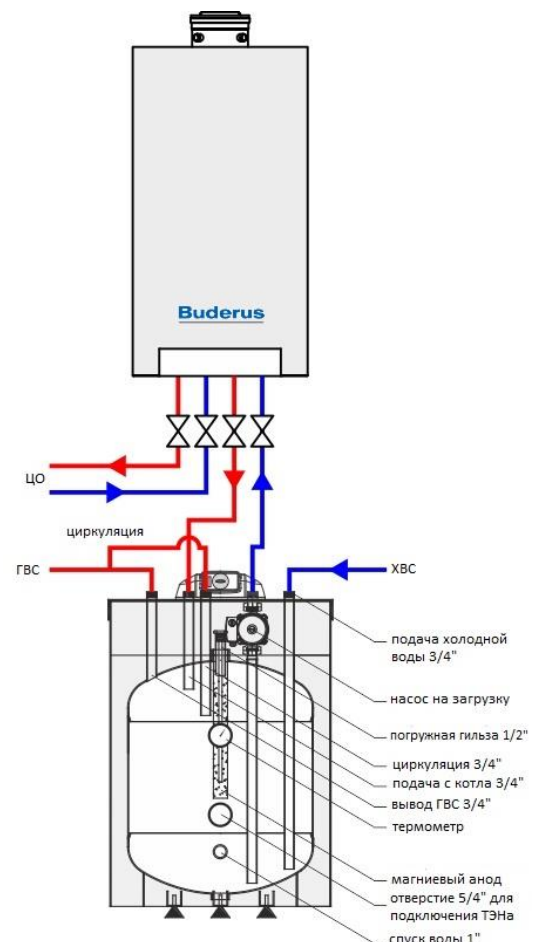 Buderus
ЦО
циркуляция
ГВС
ХВС
подача холодной
воды 3/4"
насос на загрузку
погружная гильза 1/2"
циркуляция 3/4"
подача с котла 3/4"
вывод ГВС 3/4"
термометр
магниевый анод
отверстие 5/4" для
подключения ТЭНа
спуск воды 1"